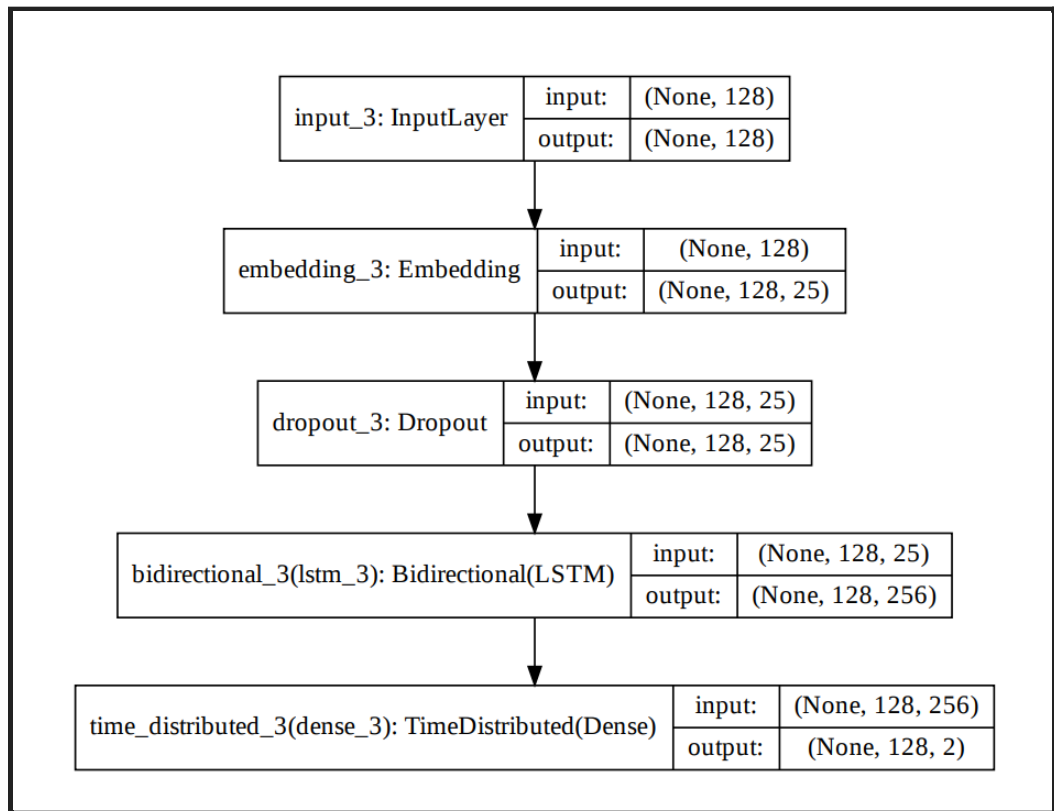 input_3: InputLayer
input: (None, 128)
output: (None, 128)
embedding_3: Embedding
input: (None, 128)
output: (None, 128, 25)
dropout_3: Dropout
input: (None, 128, 25)
output: (None, 128, 25)
bidirectional_3(lstm_3): Bidirectional(LSTM)
input: (None, 128, 25)
output: (None, 128, 256)
time_distributed_3(dense_3): TimeDistributed(Dense)
input: (None, 128, 256)
output: (None, 128, 2)